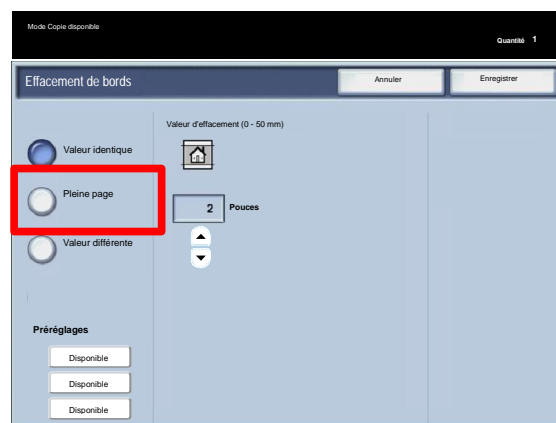 Mode Copie disponible
Quantité 1
Effacement de bords
Annuler
Enregistrer
Valeur d'effacement (0 - 50 mm)
Valeur identique
Pleine page
2 Pouces
Valeur différente
Préréglages
Disponible
Disponible
Disponible